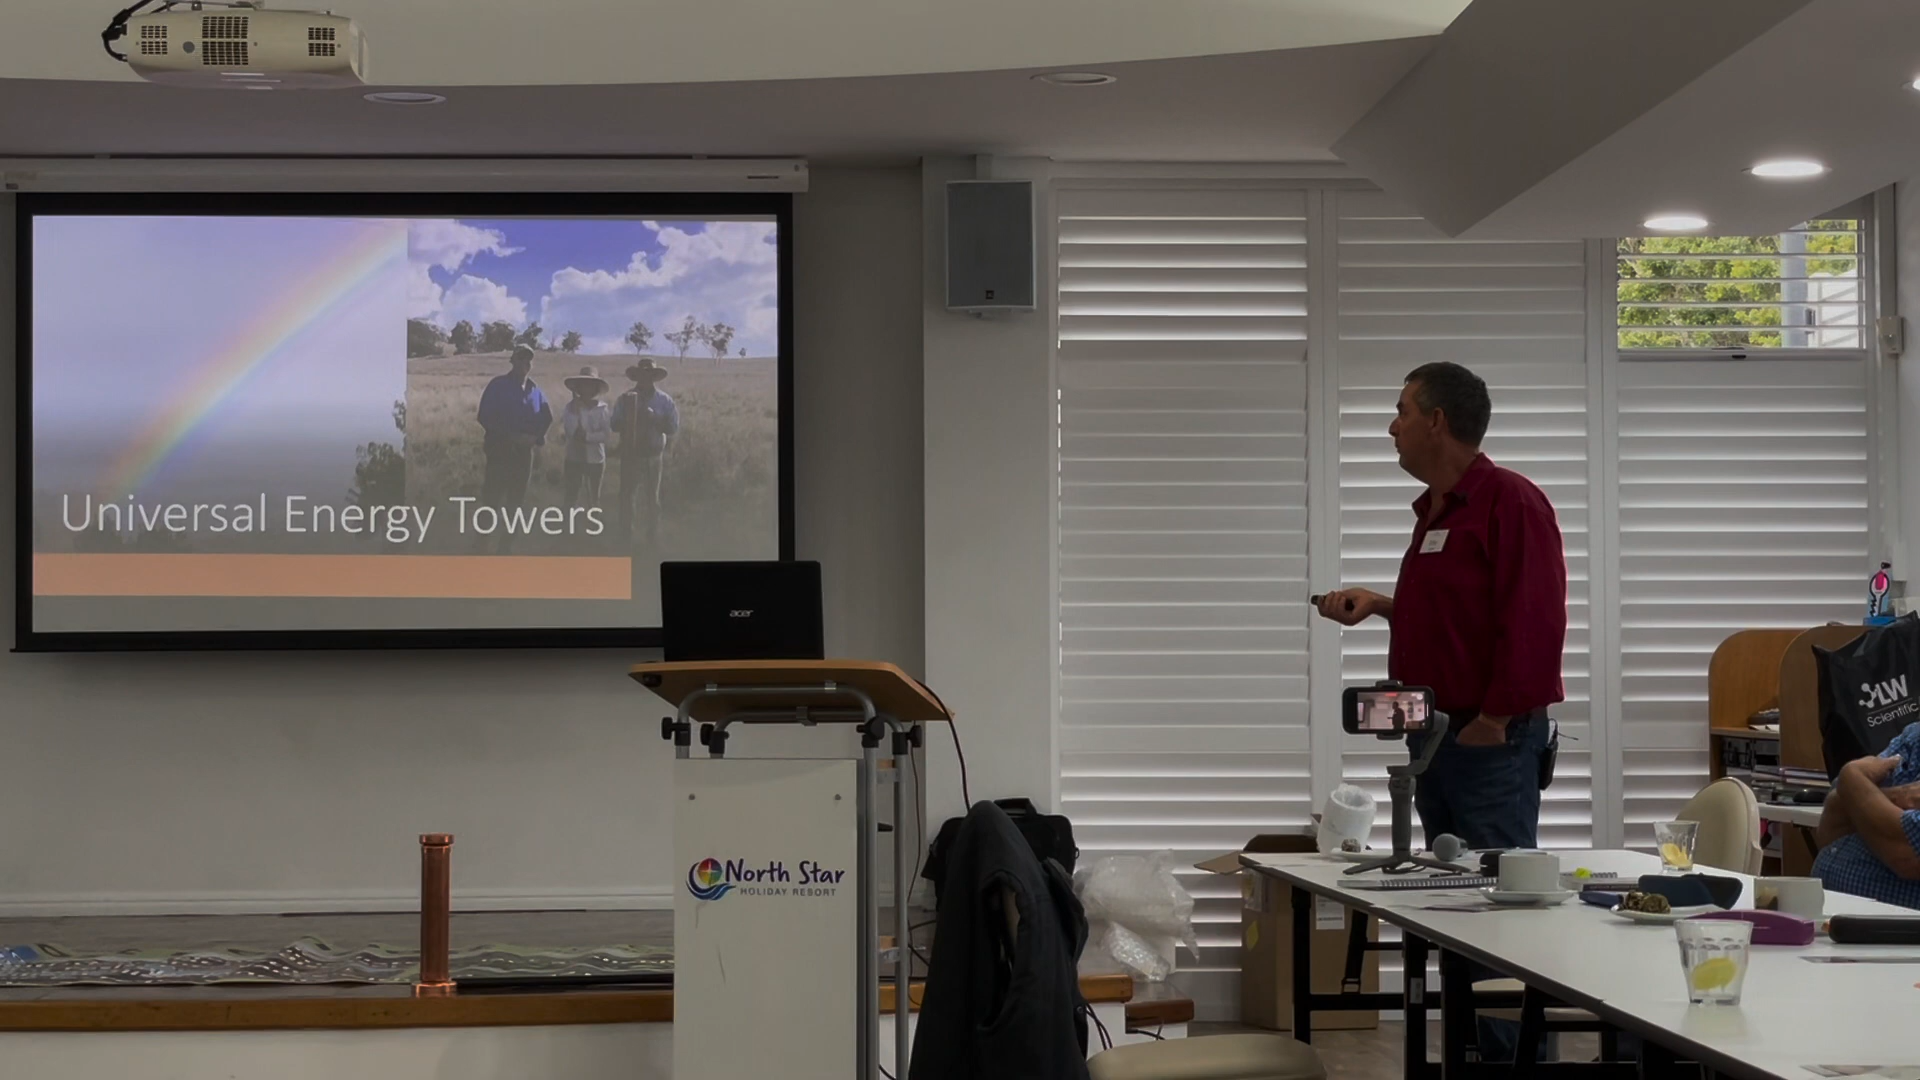 Universal Energy Towers
acer
North Star
HOLIDAY RESORT
LW
Scientific